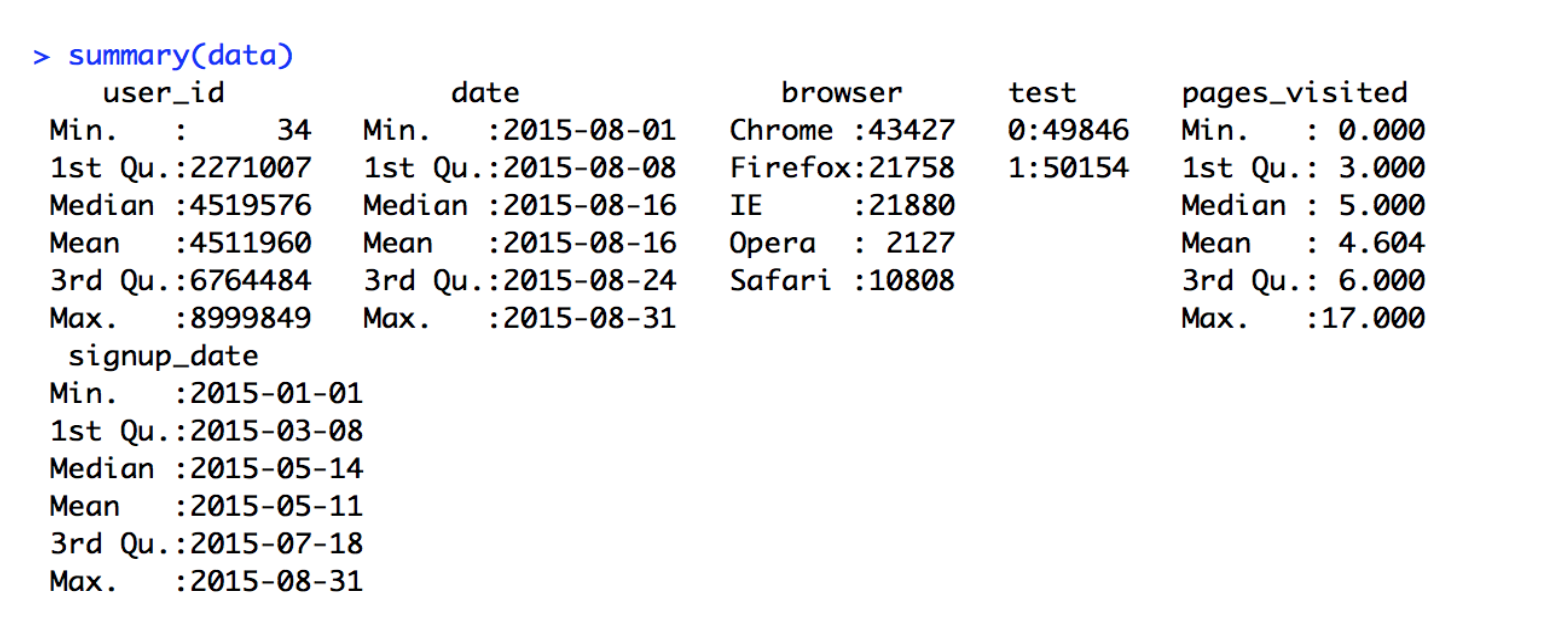 > summary(data)
    user_id             date               browser      test      pages_visited
 Min.   :     34   Min.   :2015-08-01   Chrome :43427   0:49846   Min.   : 0.000
 1st Qu.:2271007   1st Qu.:2015-08-08   Firefox:21758   1:50154   1st Qu.: 3.000
 Median :4519576   Median :2015-08-16   IE     :21880             Median : 5.000
 Mean   :4511960   Mean   :2015-08-16   Opera  : 2127             Mean   : 4.604
 3rd Qu.:6764484   3rd Qu.:2015-08-24   Safari :10808             3rd Qu.: 6.000
 Max.   :8999849   Max.   :2015-08-31                             Max.   :17.000
  signup_date
 Min.   :2015-01-01
 1st Qu.:2015-03-08
 Median :2015-05-14
 Mean   :2015-05-11
 3rd Qu.:2015-07-18
 Max.   :2015-08-31